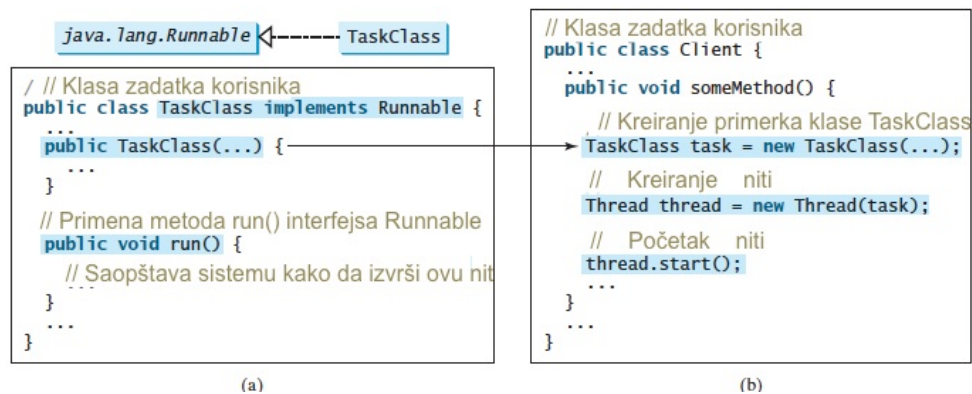 java.lang.Runnable
TaskClass
/ // Klasa zadatka korisnika
public class TaskClass implements Runnable {
...
public TaskClass(...) {
...
}
// Primena metoda run() interfejsa Runnable
public void run() {
// Saopštava sistemu kako da izvrši ovu nit
...
}
...
}
(a)
// Klasa zadatka korisnika
public class Client {
...
public void someMethod() {
// Kreiranje primerka klase TaskClass
TaskClass task = new TaskClass(...);
// Kreiranje niti
Thread thread = new Thread(task);
// Početak niti
thread.start();
...
}
...
}
(b)